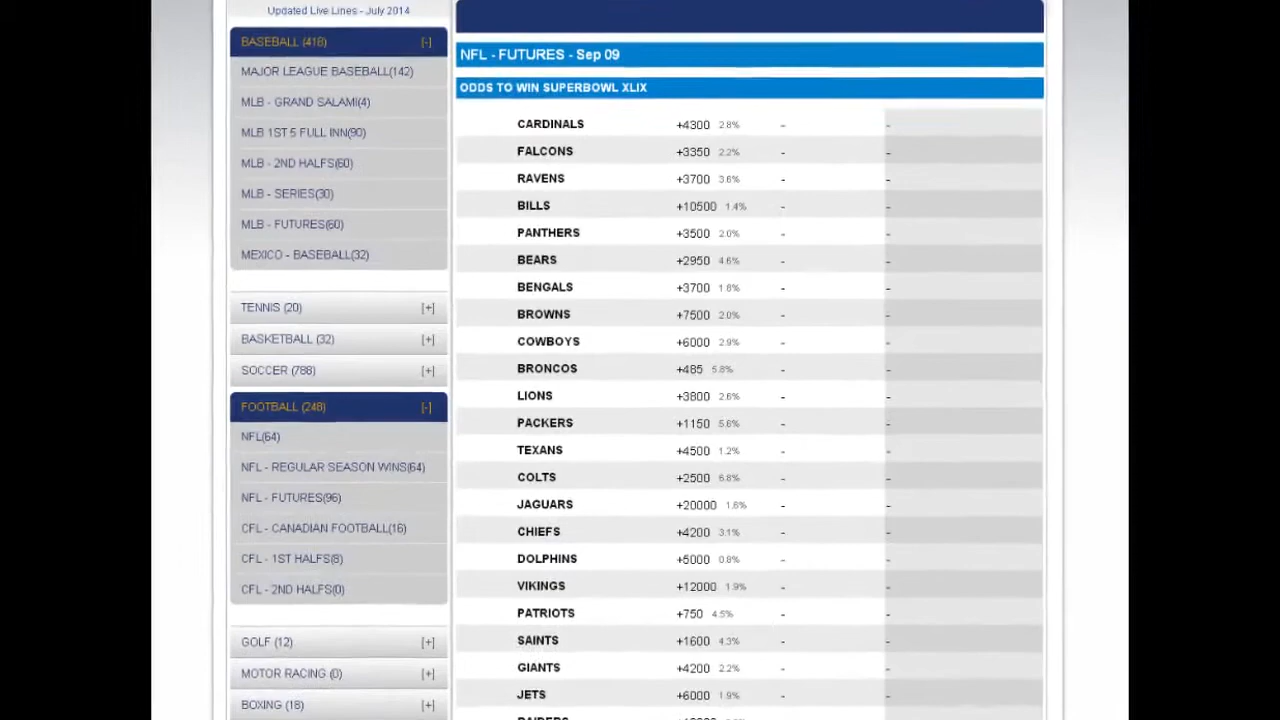 Updated Live Lines - July 2014
BASEBALL (418) [-]
MAJOR LEAGUE BASEBALL(142)
MLB - GRAND SALAMI(4)
MLB 1ST 5 FULL INN(90)
MLB - 2ND HALFS(60)
MLB - SERIES(30)
MLB - FUTURES(60)
MEXICO - BASEBALL(32)
TENNIS (20) [+]
BASKETBALL (32) [+]
SOCCER (788) [+]
FOOTBALL (248) [-]
NFL(64)
NFL - REGULAR SEASON WINS(64)
NFL - FUTURES(96)
CFL - CANADIAN FOOTBALL(16)
CFL - 1ST HALFS(8)
CFL - 2ND HALFS(0)
GOLF (12) [+]
MOTOR RACING (0) [+]
BOXING (18) [+]
NFL - FUTURES - Sep 09
ODDS TO WIN SUPERBOWL XLIX
CARDINALS +4300 2.8% - -
FALCONS +3350 2.2% - -
RAVENS +3700 3.6% - -
BILLS +10500 1.4% - -
PANTHERS +3500 2.0% - -
BEARS +2950 4.6% - -
BENGALS +3700 1.8% - -
BROWNS +7500 2.0% - -
COWBOYS +6000 2.9% - -
BRONCOS +485 5.8% - -
LIONS +3800 2.6% - -
PACKERS +1150 5.6% - -
TEXANS +4500 1.2% - -
COLTS +2500 6.8% - -
JAGUARS +20000 1.6% - -
CHIEFS +4200 3.1% - -
DOLPHINS +5000 0.8% - -
VIKINGS +12000 1.9% - -
PATRIOTS +750 4.5% - -
SAINTS +1600 4.3% - -
GIANTS +4200 2.2% - -
JETS +6000 1.9% - -
RAIDERS